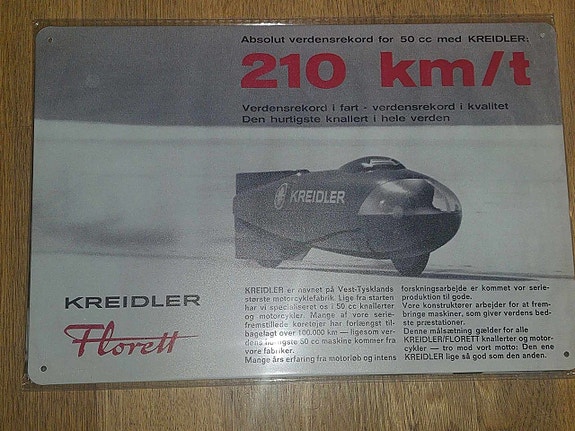 Absolut verdensrekord for 50 cc med KREIDLER:
210 km/t
Verdensrekord i fart - verdensrekord i kvalitet
Den hurtigste knallert i hele verden
KREIDLER
KREIDLER
Florett
KREIDLER er navnet på Vest-Tysklands
største motorcyklefabrik. Lige fra starten
har vi specialiseret os i 50 cc knallerter
og motorcykler. Mange af vore serie-
fremstillede køretøjer har forlængst til-
bagelagt over 100.000 km — ligesom ver-
dens hurtigste 50 cc maskine kommer fra
vore fabriker.
Mange års erfaring fra motorløb og intens
forskningsarbejde er kommet vor serie-
produktion til gode.
Vore konstruktører arbejder for at frem-
bringe maskiner, som giver verdens bed-
ste præstationer.
Denne målsætning gælder for alle
KREIDLER/FLORETT knallerter og motor-
cykler — tro mod vort motto: Den ene
KREIDLER lige så god som den anden.